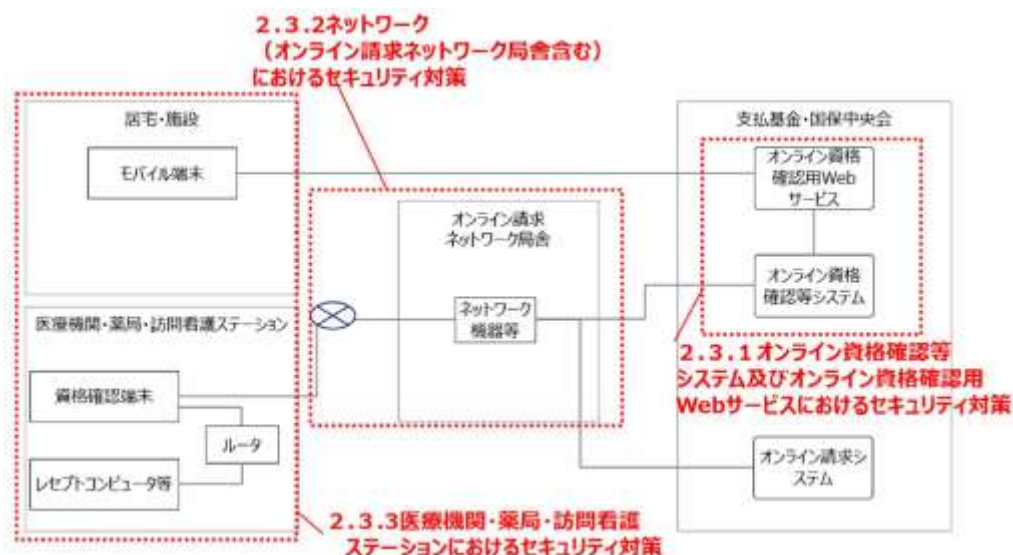 2.3.2ネットワーク
(オンライン請求ネットワーク局舎含む)
におけるセキュリティ対策
居宅・施設
モバイル端末
支払基金・国保中央会
オンライン資格
確認用Web
サービス
オンライン請求
ネットワーク局舎
オンライン資格
確認等システム
医療機関・薬局・訪問看護ステーション
ネットワーク
機器等
2.3.1オンライン資格確認等
システム及びオンライン資格確認用
Webサービスにおけるセキュリティ対策
資格確認端末
ルータ
レセプトコンピュータ等
オンライン請求シ
ステム
2.3.3医療機関・薬局・訪問看護
ステーションにおけるセキュリティ対策